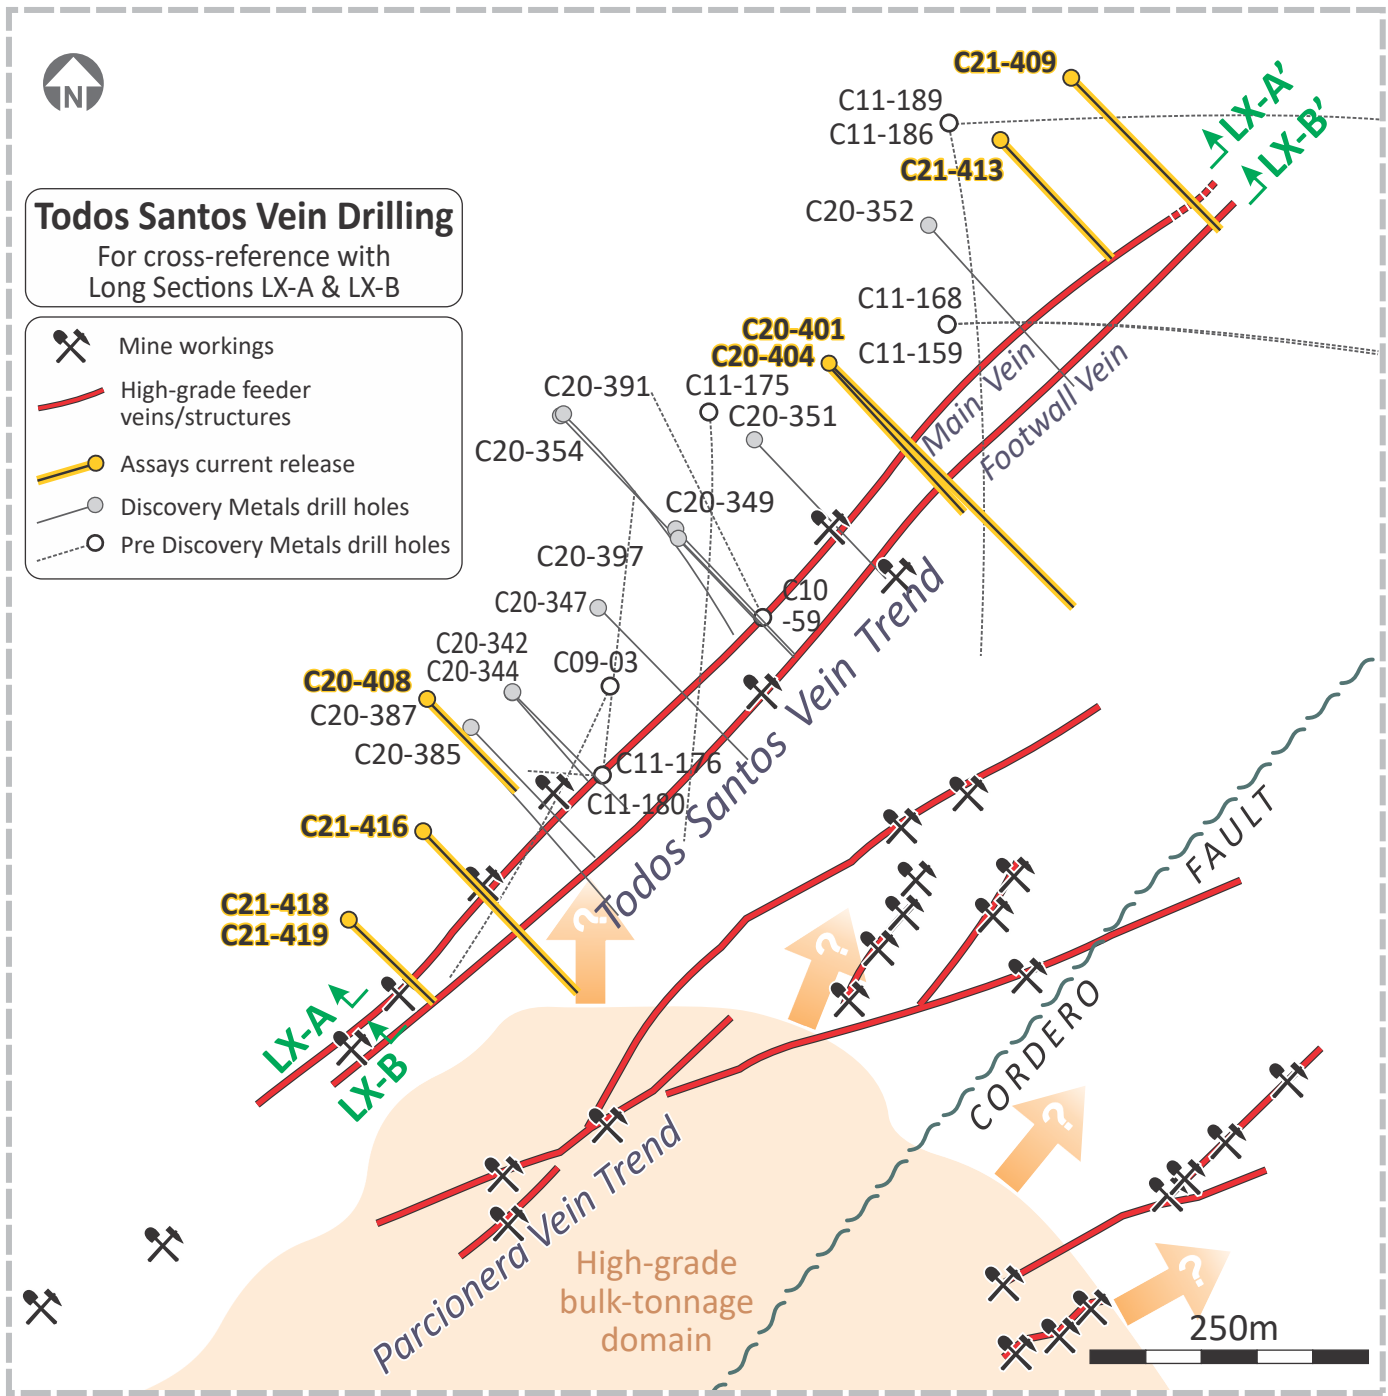 N
C21-409
C11-189
C11-186
C21-413
LX-A'
LX-B'
Todos Santos Vein Drilling
For cross-reference with
Long Sections LX-A & LX-B
C20-352
Mine workings
High-grade feeder
veins/structures
Assays current release
Discovery Metals drill holes
Pre Discovery Metals drill holes
C11-168
C11-159
C20-401
C20-404
Main Vein
Footwall Vein
C20-391
C11-175
C20-351
C20-354
C20-349
C20-397
C20-347
C10
-59
C20-342
C20-344
C09-03
C20-408
C20-387
C20-385
C11-176
C11-180
Todos Santos Vein Trend
C21-416
C21-418
C21-419
LX-A
LX-B
?
?
?
?
CORDERO FAULT
Parcionera Vein Trend
High-grade
bulk-tonnage
domain
250m